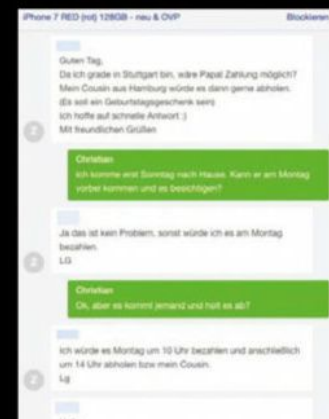 iPhone 7 RED (rot) 128GB - neu & OVP
Blockieren
Guten Tag,
Da ich grade in Stuttgart bin, wäre Papal Zahlung möglich?
Mein Cousin aus Hamburg würde es dann gerne abholen.
(Es soll ein Geburtstagsgeschenk sein)
Ich hoffe auf schnelle Antwort :)
Mit freundlichen Grüßen
Z
Christian
Ich komme erst Sonntag nach Hause. Kann er am Montag
vorbei kommen und es besichtigen?
Ja das ist kein Problem, sonst würde ich es am Montag
bezahlen.
LG
Z
Christian
Ok, aber es kommt jemand und holt es ab?
Ich würde es Montag um 10 Uhr bezahlen und anschließlich
um 14 Uhr abholen bzw mein Cousin.
Lg
Z